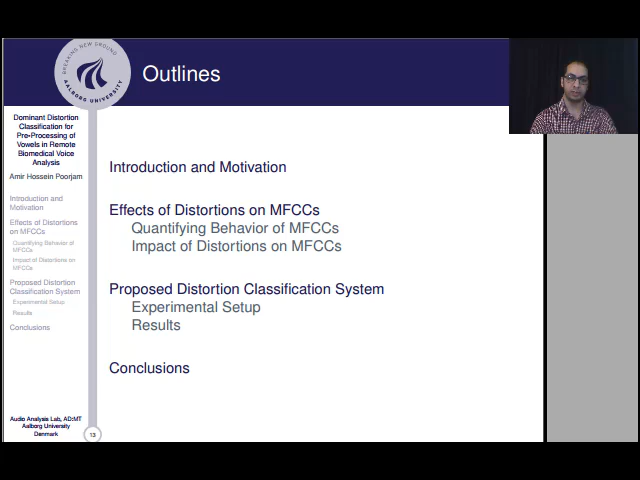 BREAKING NEW GROUND
AALBORG UNIVERSITY
Outlines
Dominant Distortion
Classification for
Pre-Processing of
Vowels in Remote
Biomedical Voice
Analysis
Amir Hossein Poorjam
Introduction and
Motivation
Effects of Distortions
on MFCCs
Quantifying Behavior of
MFCCs
Impact of Distortions on
MFCCs
Proposed Distortion
Classification System
Experimental Setup
Results
Conclusions
Audio Analysis Lab, AD:MT
Aalborg University
Denmark
13
Introduction and Motivation
Effects of Distortions on MFCCs
Quantifying Behavior of MFCCs
Impact of Distortions on MFCCs
Proposed Distortion Classification System
Experimental Setup
Results
Conclusions